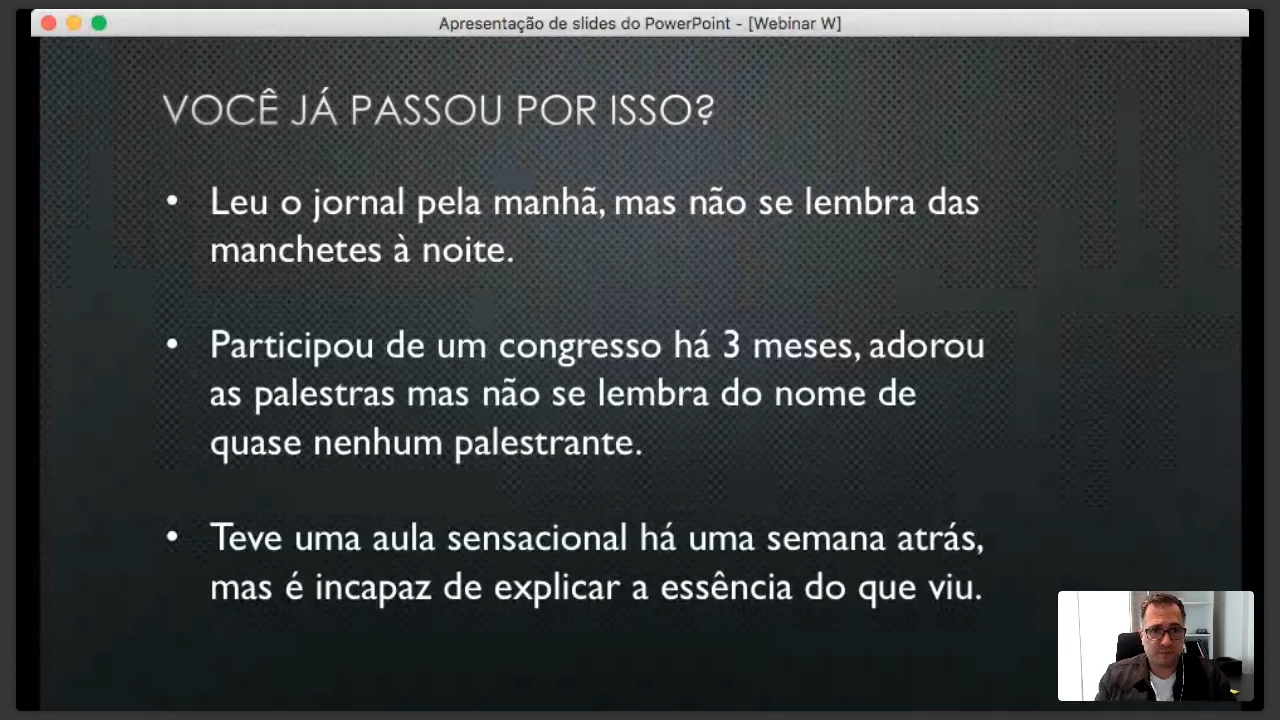 Apresentação de slides do PowerPoint - [Webinar W]
VOCÊ JÁ PASSOU POR ISSO?
• Leu o jornal pela manhã, mas não se lembra das
manchetes à noite.
• Participou de um congresso há 3 meses, adorou
as palestras mas não se lembra do nome de
quase nenhum palestrante.
• Teve uma aula sensacional há uma semana atrás,
mas é incapaz de explicar a essência do que viu.